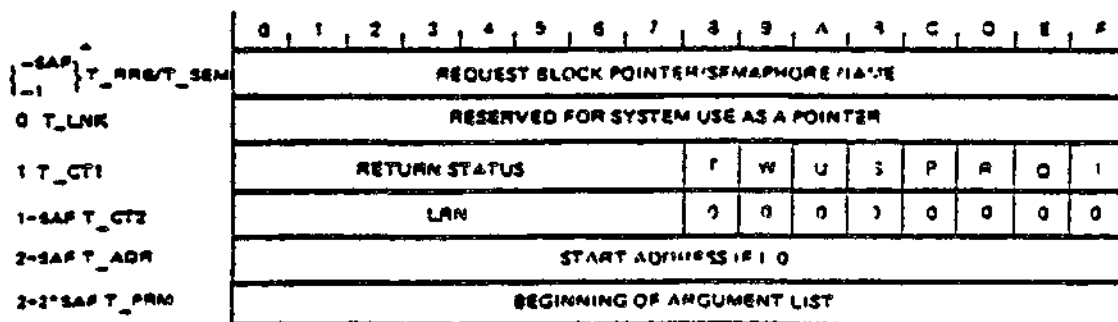 0 1 2 3 4 5 6 7 8 9 A B C D E F
{-SAF -1} T_RRB/T_SEM REQUEST BLOCK POINTER/SEMAPHORE NAME
0 T_LNK RESERVED FOR SYSTEM USE AS A POINTER
1 T_CT1 RETURN STATUS W U S P R
1+SAF T_CT2 LRN 0 0 0 0 0 0 0 0
2+SAF T_ADR START ADDRESS IF
2+2*SAF T_PRM BEGINNING OF ARGUMENT LIST